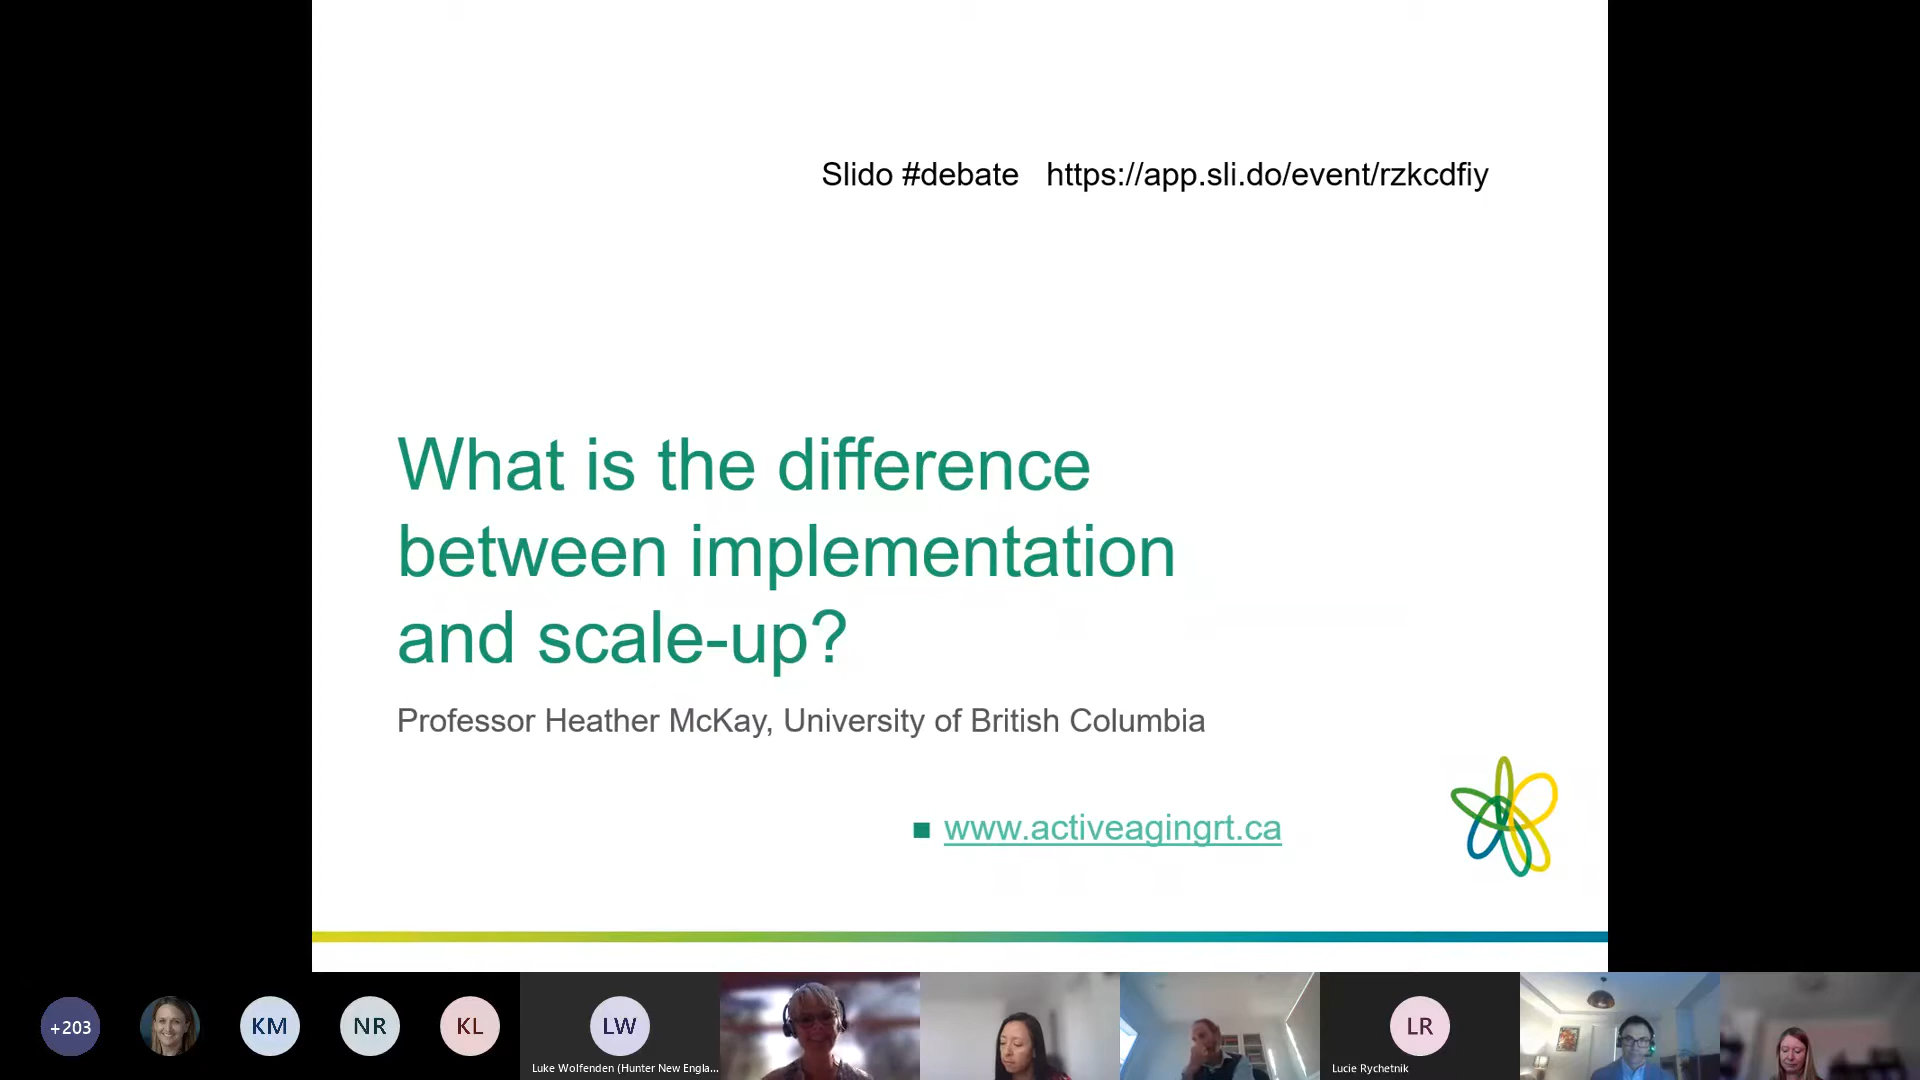 Slido #debate https://app.sli.do/event/rzkcdfiy
What is the difference
between implementation
and scale-up?
Professor Heather McKay, University of British Columbia
www.activeagingrt.ca
+203
KM
NR
KL
LW
Luke Wolfenden (Hunter New Engla...
LR
Lucie Rychetnik